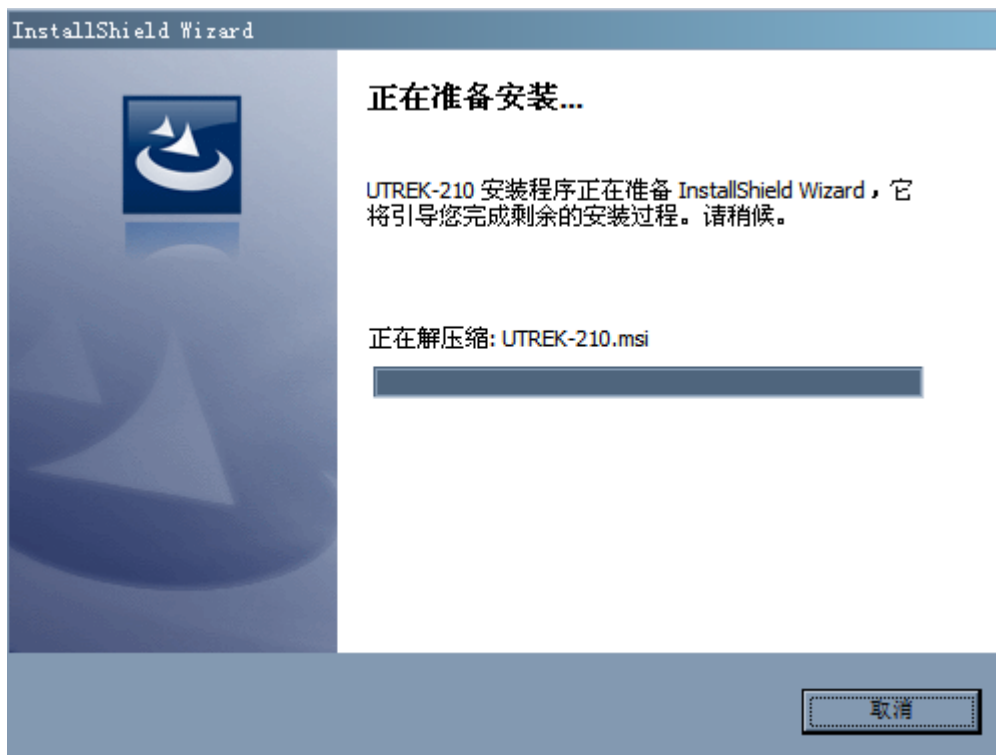 InstallShield Wizard
正在准备安装...
UTREK-210 安装程序正在准备 InstallShield Wizard，它
将引导您完成剩余的安装过程。请稍候。
正在解压缩: UTREK-210.msi
取消